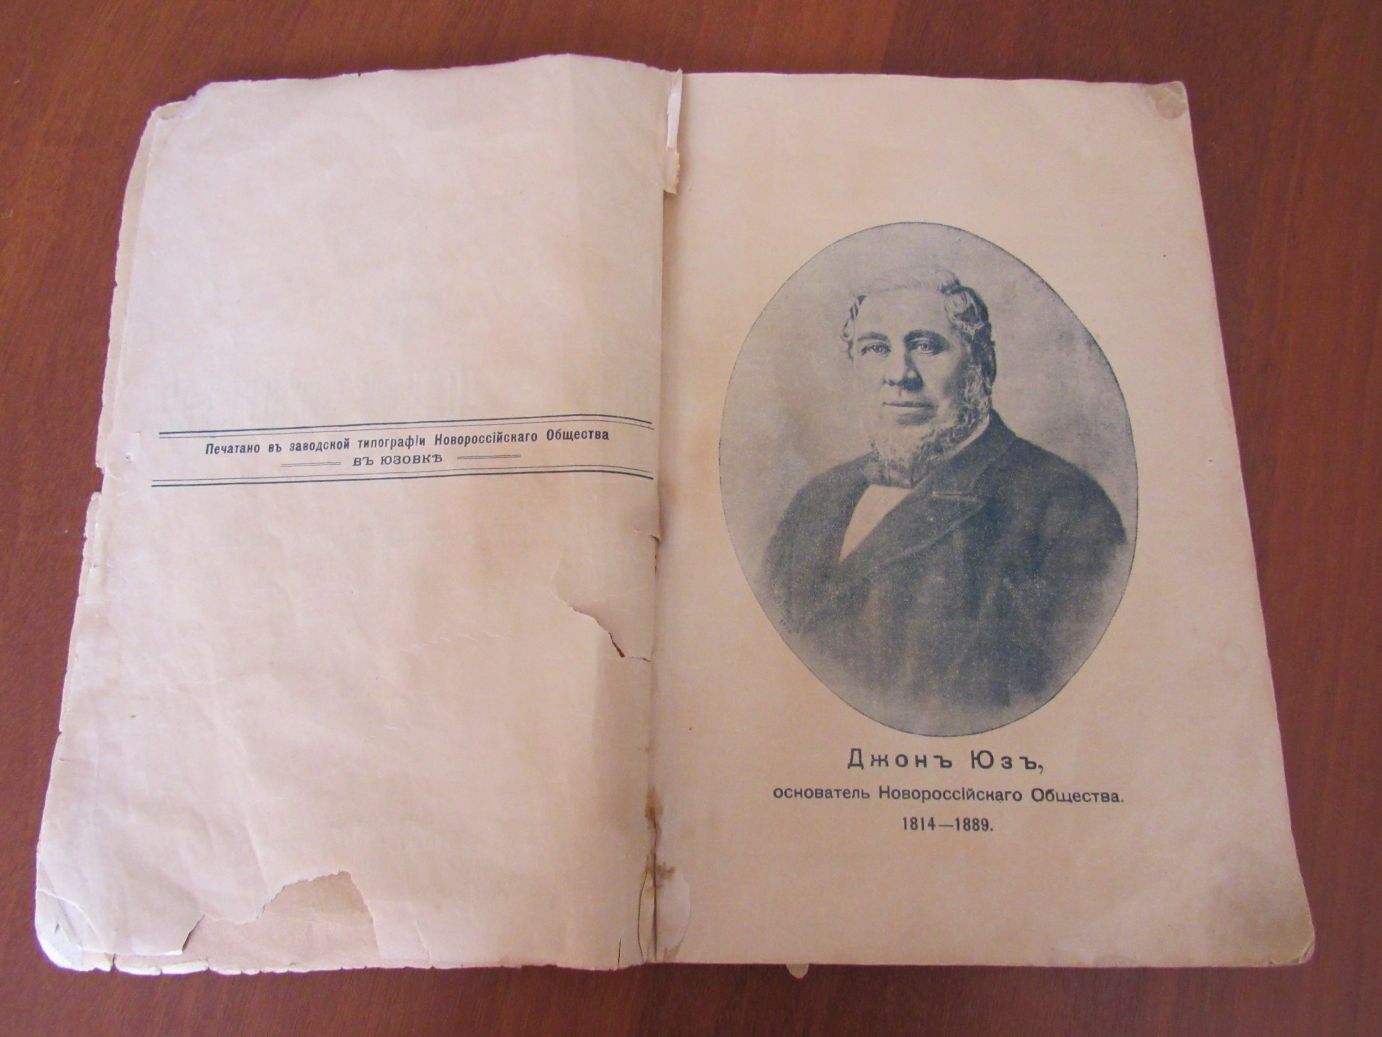 Печатано въ заводской типографіи Новороссійскаго Общества
ВЪ ЮЗОВКѢ
Джонъ Юзъ,
основатель Новороссійскаго Общества.
1814—1889.